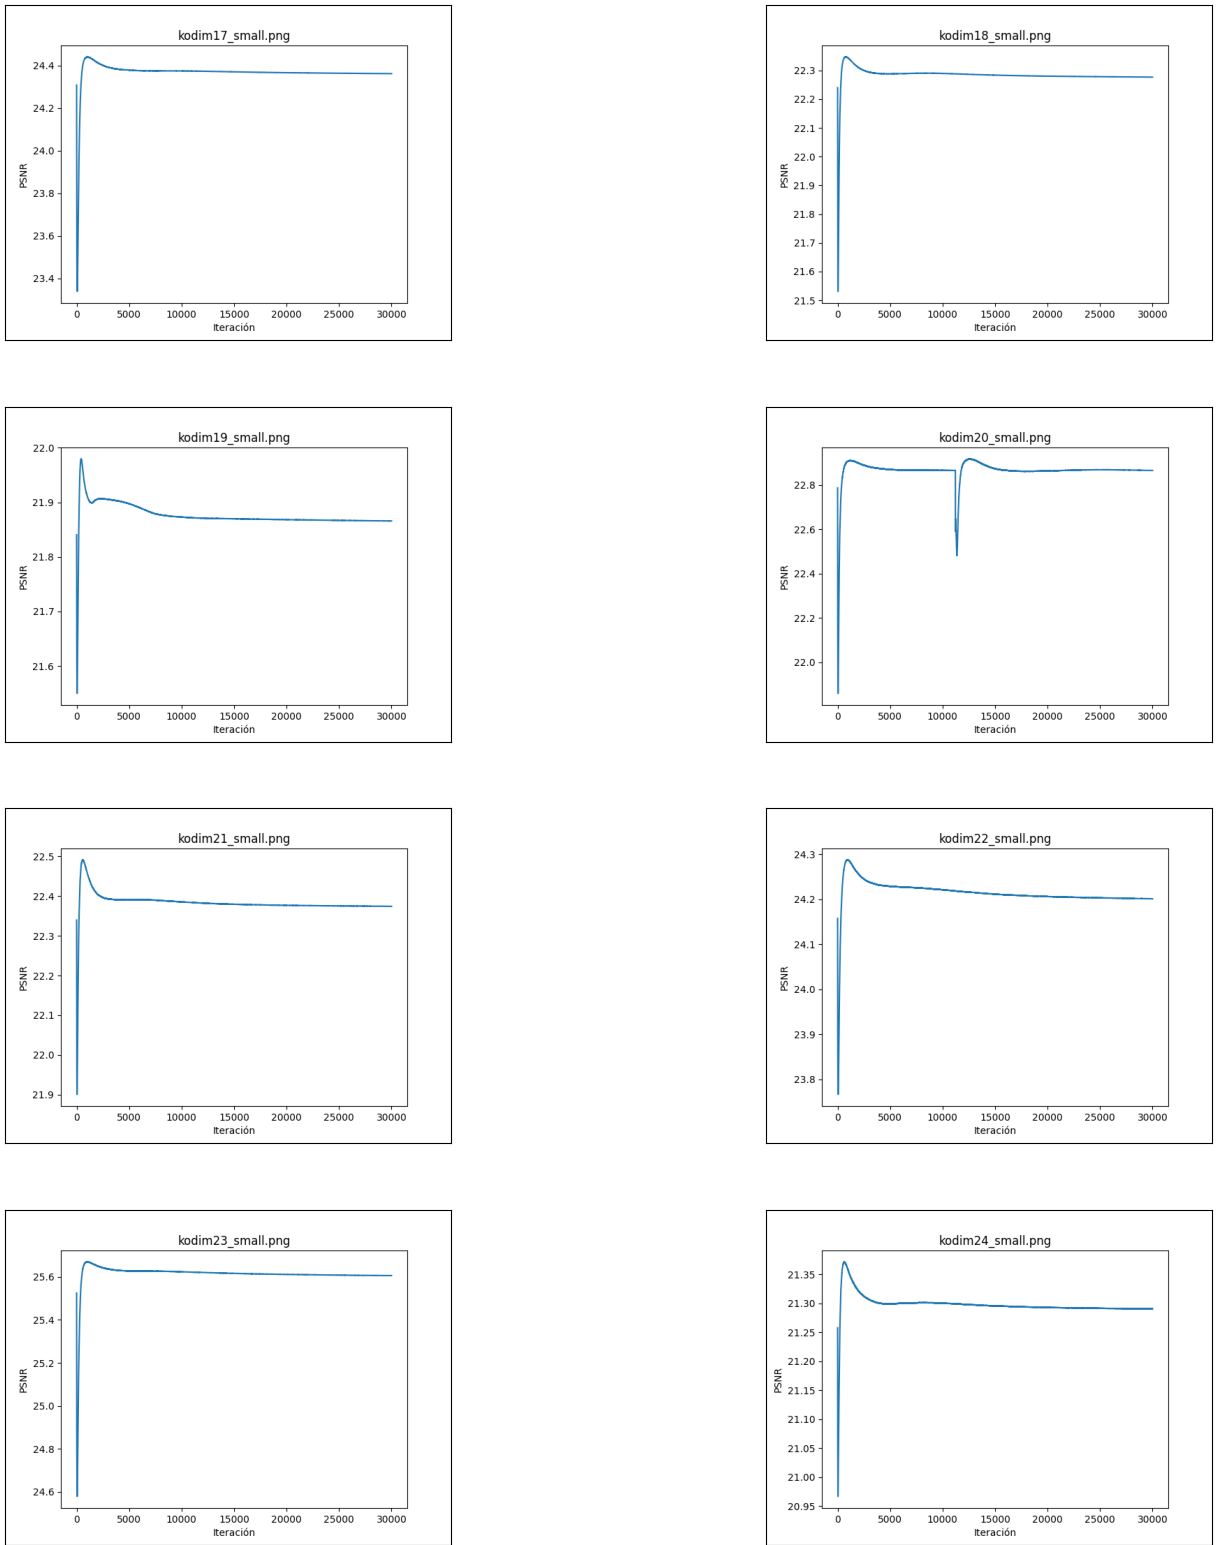 kodim17_small.png
24.4
24.2
24.0
23.8
23.6
23.4
PSNR
0 5000 10000 15000 20000 25000 30000
Iteración
kodim18_small.png
22.3
22.2
22.1
22.0
21.9
21.8
21.7
21.6
21.5
PSNR
0 5000 10000 15000 20000 25000 30000
Iteración
kodim19_small.png
22.0
21.9
21.8
21.7
21.6
PSNR
0 5000 10000 15000 20000 25000 30000
Iteración
kodim20_small.png
22.8
22.6
22.4
22.2
22.0
PSNR
0 5000 10000 15000 20000 25000 30000
Iteración
kodim21_small.png
22.5
22.4
22.3
22.2
22.1
22.0
21.9
PSNR
0 5000 10000 15000 20000 25000 30000
Iteración
kodim22_small.png
24.3
24.2
24.1
24.0
23.9
23.8
PSNR
0 5000 10000 15000 20000 25000 30000
Iteración
kodim23_small.png
25.6
25.4
25.2
25.0
24.8
24.6
PSNR
0 5000 10000 15000 20000 25000 30000
Iteración
kodim24_small.png
21.35
21.30
21.25
21.20
21.15
21.10
21.05
21.00
20.95
PSNR
0 5000 10000 15000 20000 25000 30000
Iteración